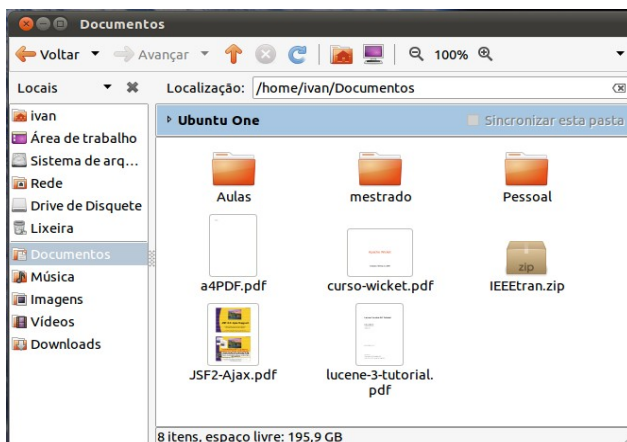 Documentos
Voltar Avançar 100%
Locais Localização: /home/ivan/Documentos
ivan
Área de trabalho
Sistema de arq...
Rede
Drive de Disquete
Lixeira
Documentos
Música
Imagens
Vídeos
Downloads
Ubuntu One Sincronizar esta pasta
Aulas mestrado Pessoal
zip
a4PDF.pdf curso-wicket.pdf IEEEtran.zip
JSF2-Ajax.pdf lucene-3-tutorial.
pdf
8 itens, espaço livre: 195,9 GB